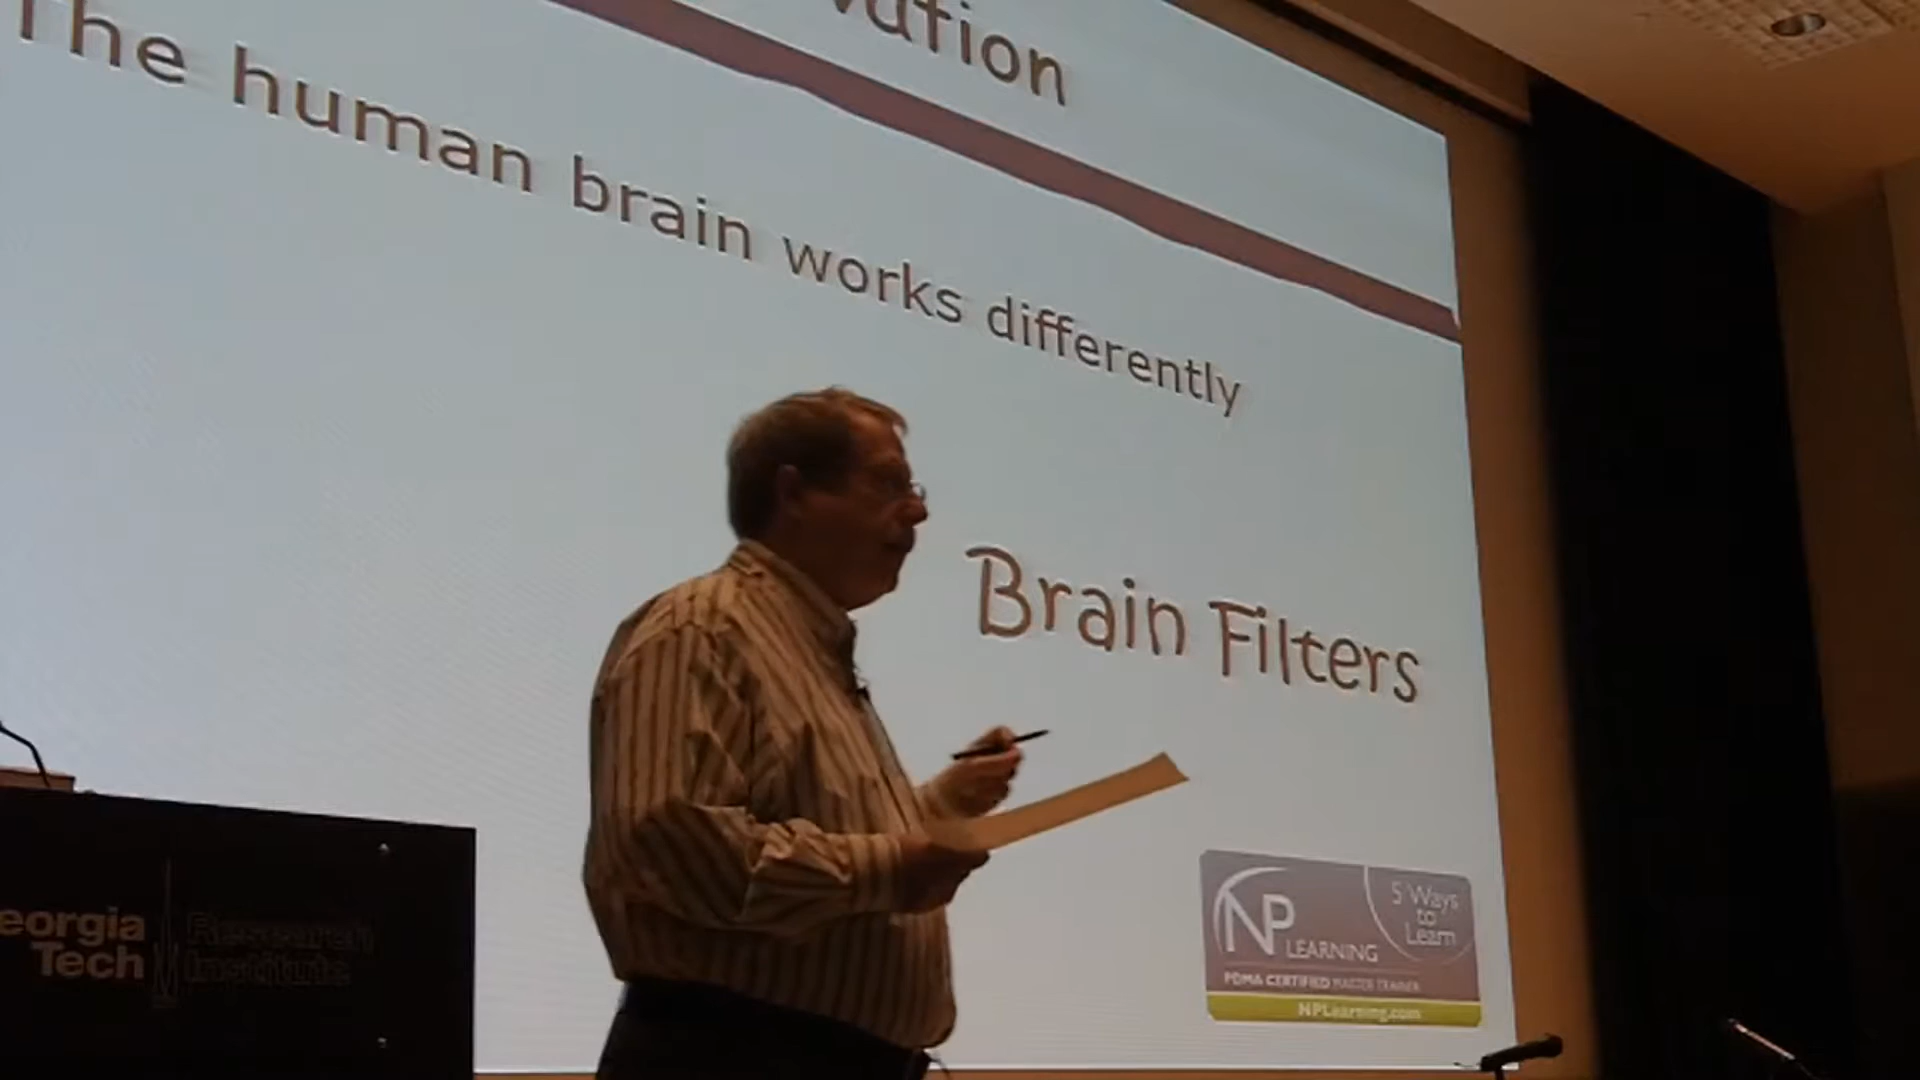 The human brain works differently
Brain Filters
NP
LEARNING
5 Ways
to
Learn
PDMA CERTIFIED MASTER TRAINER
NPLearning.com
eorgia
Tech
Research
Institute